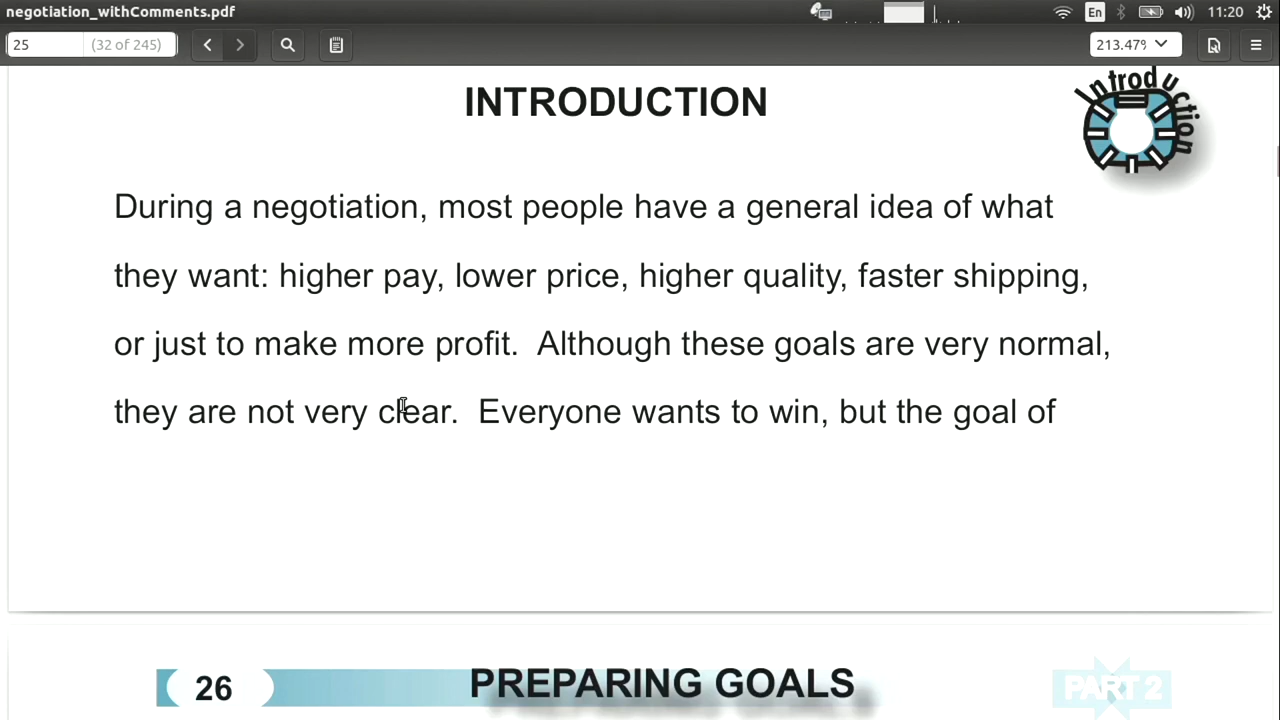 negotiation_withComments.pdf
En
11:20
25 (32 of 245)
213.47%
INTRODUCTION
Introduction
During a negotiation, most people have a general idea of what
they want: higher pay, lower price, higher quality, faster shipping,
or just to make more profit.  Although these goals are very normal,
they are not very clear.  Everyone wants to win, but the goal of
26
PREPARING GOALS
PART 2